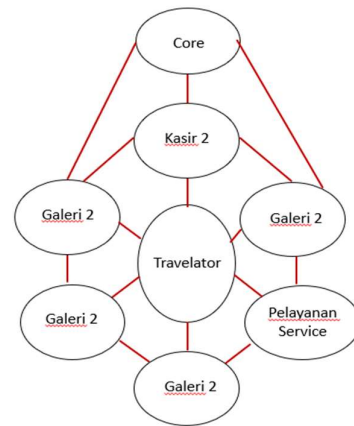 Core
Kasir 2
Galeri 2
Galeri 2
Travelator
Galeri 2
Pelayanan
Service
Galeri 2